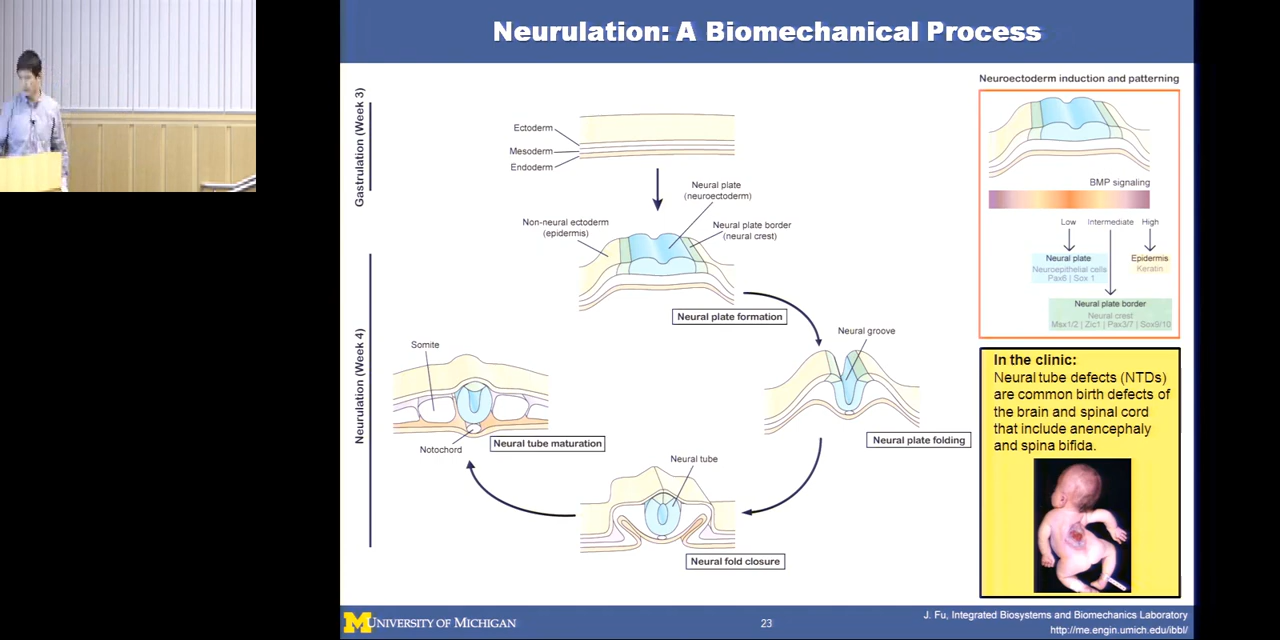 Neurulation: A Biomechanical Process
Gastrulation (Week 3)
Ectoderm
Mesoderm
Endoderm
Neural plate
(neuroectoderm)
Non-neural ectoderm
(epidermis)
Neural plate border
(neural crest)
Neural plate formation
Neurulation (Week 4)
Neural groove
Neural plate folding
Somite
Notochord
Neural tube maturation
Neural tube
Neural fold closure
Neuroectoderm induction and patterning
BMP signaling
Low Intermediate High
Neural plate
Neuroepithelial cells
Pax6 | Sox 1
Epidermis
Keratin
Neural plate border
Neural crest
Msx1/2 | Zic1 | Pax3/7 | Sox9/10
In the clinic:
Neural tube defects (NTDs)
are common birth defects of
the brain and spinal cord
that include anencephaly
and spina bifida.
M UNIVERSITY OF MICHIGAN
23
J. Fu, Integrated Biosystems and Biomechanics Laboratory
http://me.engin.umich.edu/ibbl/